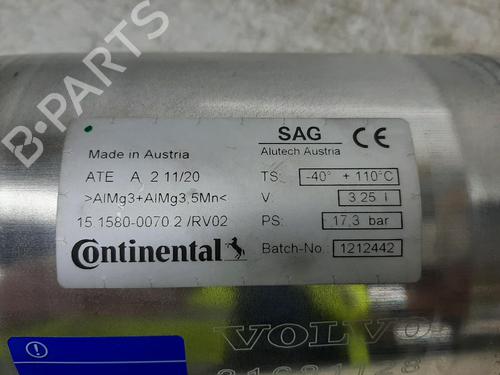 SAG CE
Made in Austria Alutech Austria
ATE A 2 11/20 TS: -40° + 110°C
>AlMg3+AlMg3,5Mn< V: 3.25 l
15.1580-0070.2 /RV02 PS: 17,3 bar
Continental Batch-No.: 1212442
VOLVO
B-PARTS